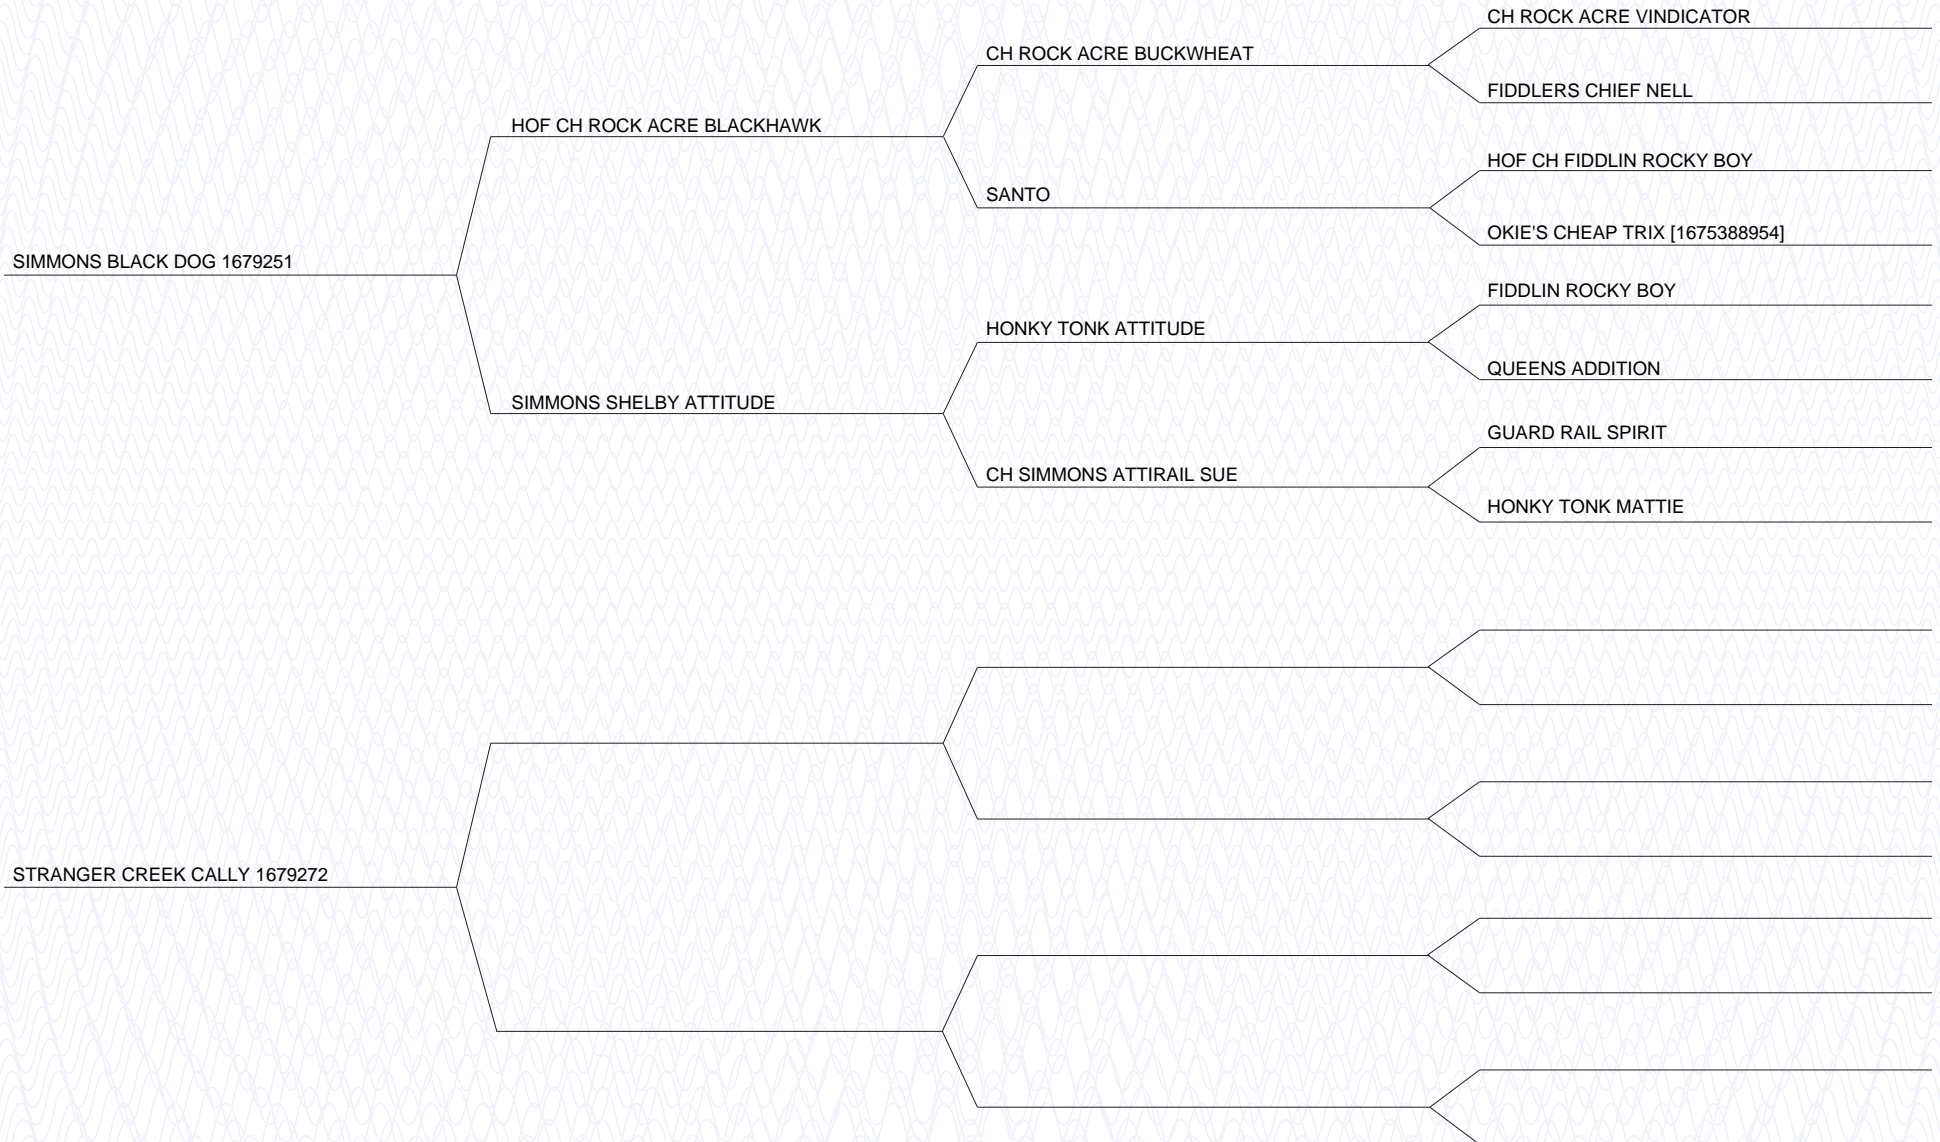 CH ROCK ACRE VINDICATOR
CH ROCK ACRE BUCKWHEAT
FIDDLERS CHIEF NELL
HOF CH ROCK ACRE BLACKHAWK
HOF CH FIDDLIN ROCKY BOY
SANTO
OKIE'S CHEAP TRIX [1675388954]
SIMMONS BLACK DOG 1679251
FIDDLIN ROCKY BOY
HONKY TONK ATTITUDE
QUEENS ADDITION
SIMMONS SHELBY ATTITUDE
GUARD RAIL SPIRIT
CH SIMMONS ATTIRAIL SUE
HONKY TONK MATTIE
STRANGER CREEK CALLY 1679272